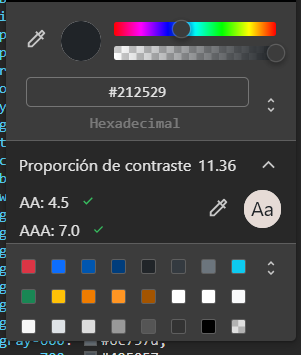 #212529
Hexadecimal
Proporción de contraste 11.36
AA: 4.5
Aa
AAA: 7.0